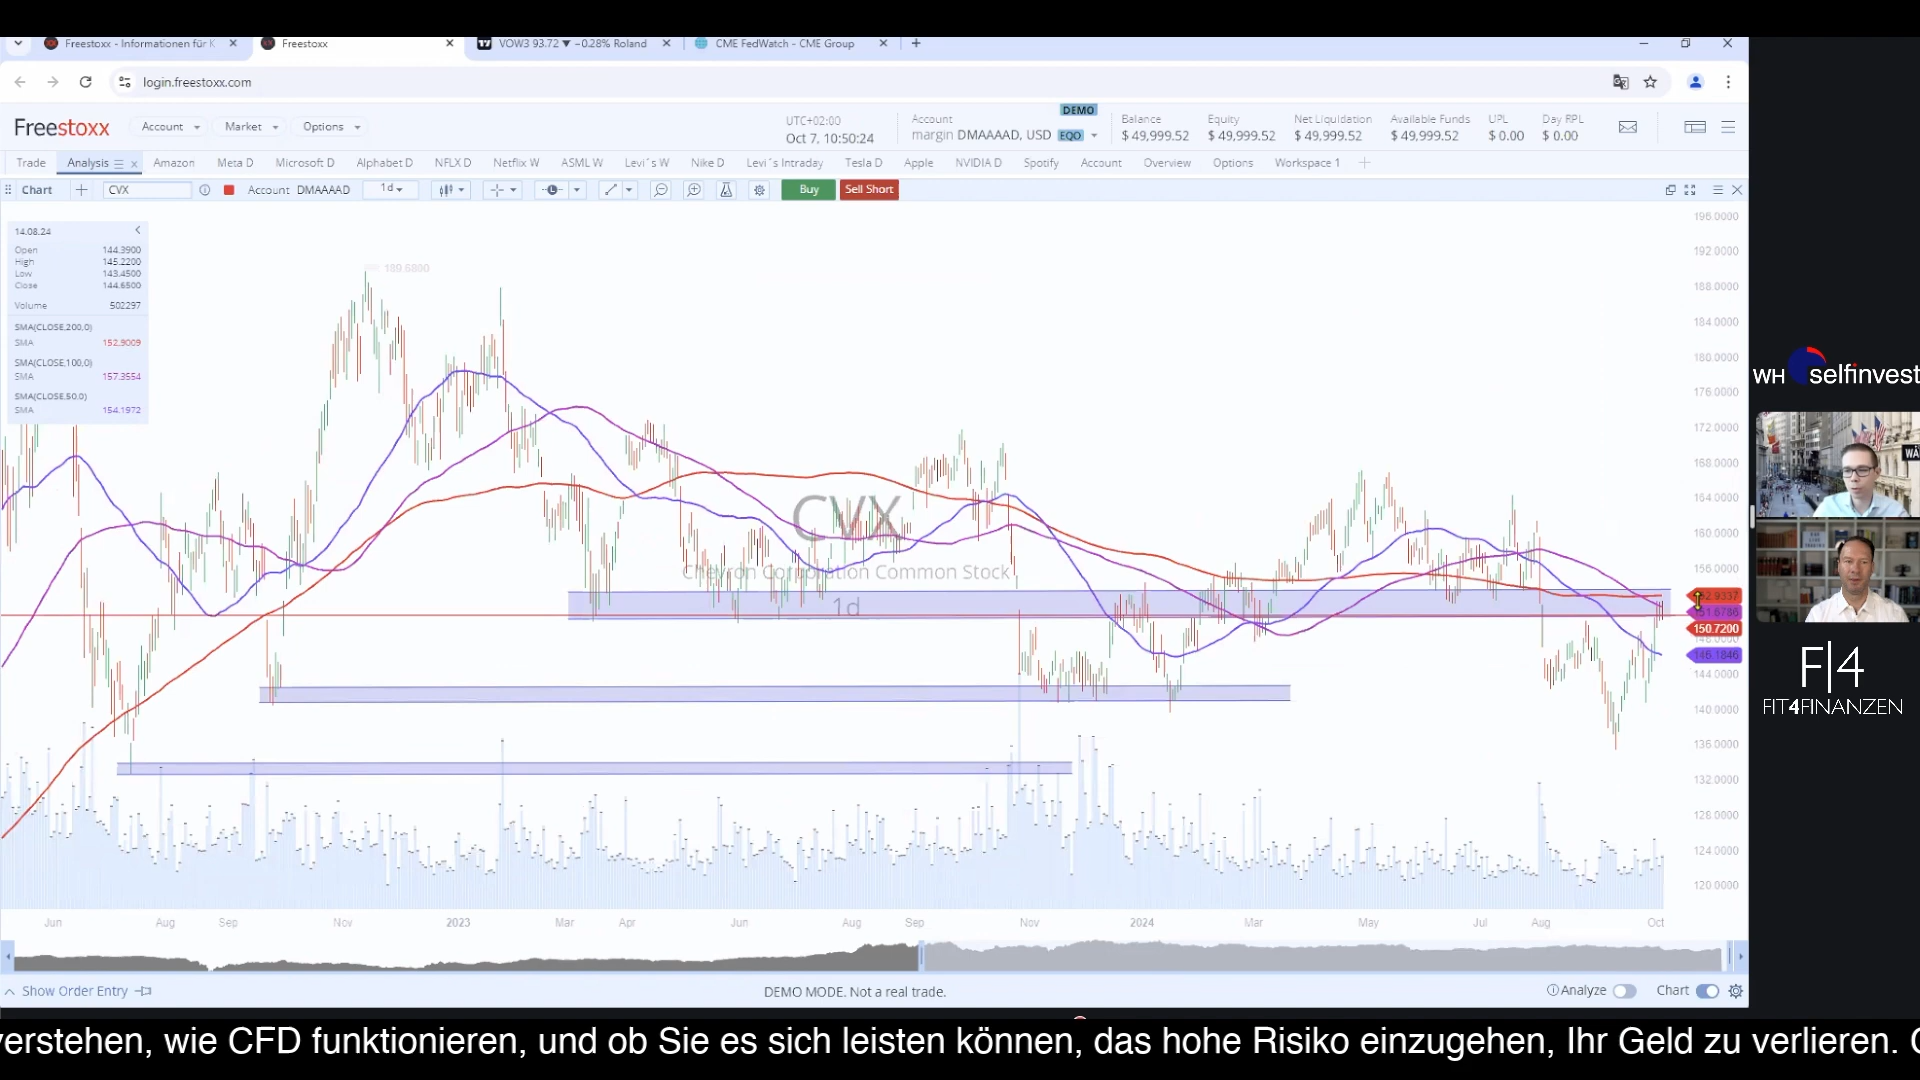 Freestoxx - Informationen für K
Freestoxx
VOW3 93.72 ▼ −0.28% Roland
CME FedWatch - CME Group
login.freestoxx.com
Freestoxx
Account
Market
Options
UTC+02:00
Oct 7, 10:50:24
DEMO
Account
margin DMAAAAD, USD EQO
Balance
$ 49,999.52
Equity
$ 49,999.52
Net Liquidation
$ 49,999.52
Available Funds
$ 49,999.52
UPL
$ 0.00
Day RPL
$ 0.00
Trade Analysis Amazon Meta D Microsoft D Alphabet D NFLX D Netflix W ASML W Levi´s W Nike D Levi´s Intraday Tesla D Apple NVIDIA D Spotify Account Overview Options Workspace 1
Chart CVX Account DMAAAAD 1d Buy Sell Short
14.08.24
Open 144.3900
High 145.2200
Low 143.4500
Close 144.6500
Volume 502297
SMA(CLOSE,200,0)
SMA 152.9009
SMA(CLOSE,100,0)
SMA 157.3554
SMA(CLOSE,50,0)
SMA 154.1972
189.6800
CVX
Chevron Corporation Common Stock
1d
196.0000
192.0000
188.0000
184.0000
180.0000
176.0000
172.0000
168.0000
164.0000
160.0000
156.0000
151.6786
150.7200
146.1846
144.0000
140.0000
136.0000
132.0000
128.0000
124.0000
120.0000
Jun Aug Sep Nov 2023 Mar Apr Jun Aug Sep Nov 2024 Mar May Jul Aug Oct
Show Order Entry
DEMO MODE. Not a real trade.
Analyze
Chart
WH selfinvest
WA
F|4
FIT4FINANZEN
verstehen, wie CFD funktionieren, und ob Sie es sich leisten können, das hohe Risiko einzugehen, Ihr Geld zu verlieren.